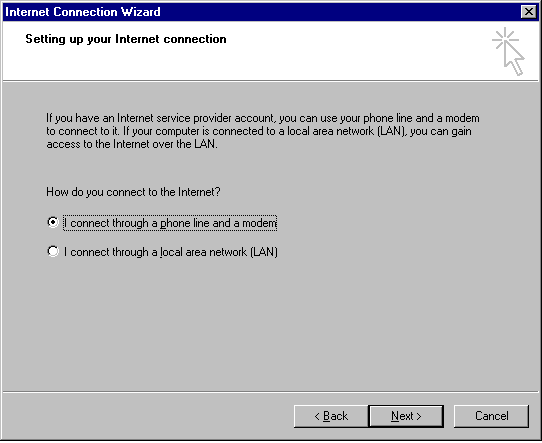 Internet Connection Wizard
Setting up your Internet connection
If you have an Internet service provider account, you can use your phone line and a modem
to connect to it. If your computer is connected to a local area network (LAN), you can gain
access to the Internet over the LAN.
How do you connect to the Internet?
I connect through a phone line and a modem
I connect through a local area network (LAN)
< Back Next > Cancel